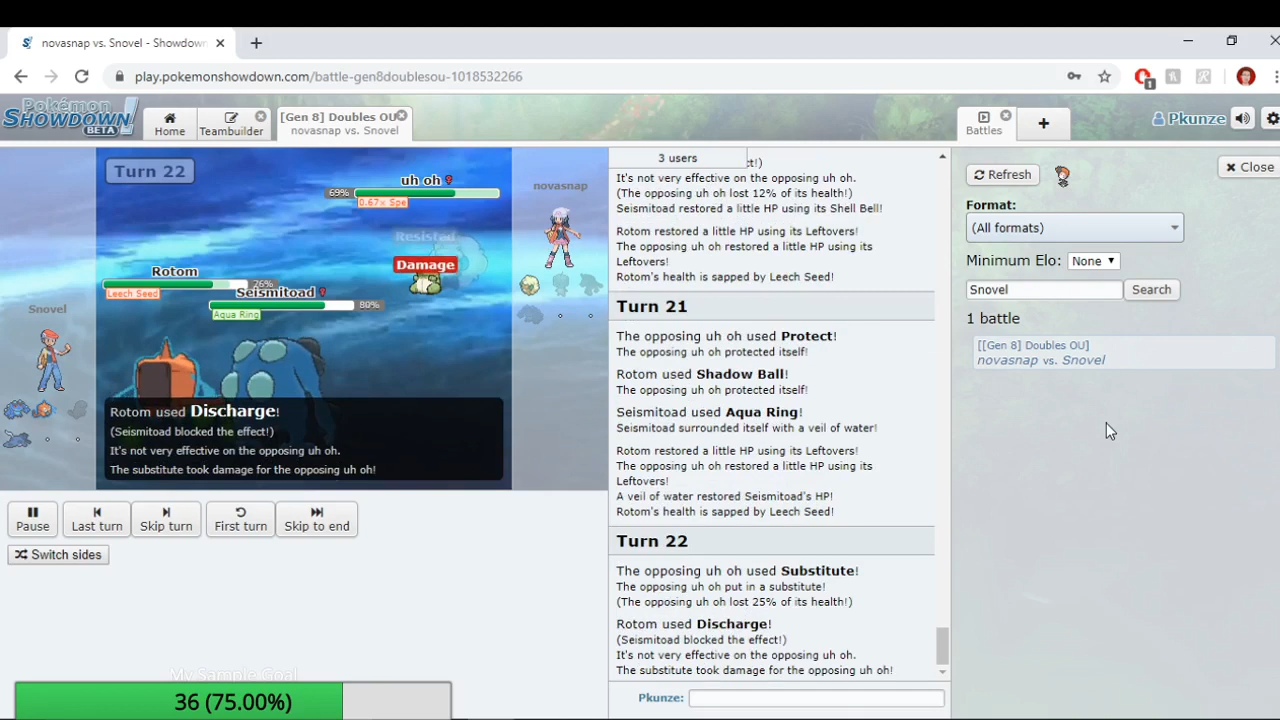 novasnap vs. Snovel - Showdown
play.pokemonshowdown.com/battle-gen8doublesou-1018532266
1
Pokémon
SHOWDOWN!
BETA
Home
Teambuilder
[Gen 8] Doubles OU
novasnap vs. Snovel
Battles
Pkunze
Turn 22
69%
uh oh
0.67x Spe
novasnap
Resisted
Damage
Rotom
26%
Leech Seed
Seismitoad
80%
Aqua Ring
Snovel
Rotom used Discharge!
(Seismitoad blocked the effect!)
It's not very effective on the opposing uh oh.
The substitute took damage for the opposing uh oh!
Pause
Last turn
Skip turn
First turn
Skip to end
Switch sides
My Sample Goal
36 (75.00%)
3 users
ct!)
It's not very effective on the opposing uh oh.
(The opposing uh oh lost 12% of its health!)
Seismitoad restored a little HP using its Shell Bell!
Rotom restored a little HP using its Leftovers!
The opposing uh oh restored a little HP using its
Leftovers!
Rotom's health is sapped by Leech Seed!
Turn 21
The opposing uh oh used Protect!
The opposing uh oh protected itself!
Rotom used Shadow Ball!
The opposing uh oh protected itself!
Seismitoad used Aqua Ring!
Seismitoad surrounded itself with a veil of water!
Rotom restored a little HP using its Leftovers!
The opposing uh oh restored a little HP using its
Leftovers!
A veil of water restored Seismitoad's HP!
Rotom's health is sapped by Leech Seed!
Turn 22
The opposing uh oh used Substitute!
The opposing uh oh put in a substitute!
(The opposing uh oh lost 25% of its health!)
Rotom used Discharge!
(Seismitoad blocked the effect!)
It's not very effective on the opposing uh oh.
The substitute took damage for the opposing uh oh!
Pkunze:
Refresh
Close
Format:
(All formats)
Minimum Elo: None
Snovel
Search
1 battle
[[Gen 8] Doubles OU]
novasnap vs. Snovel